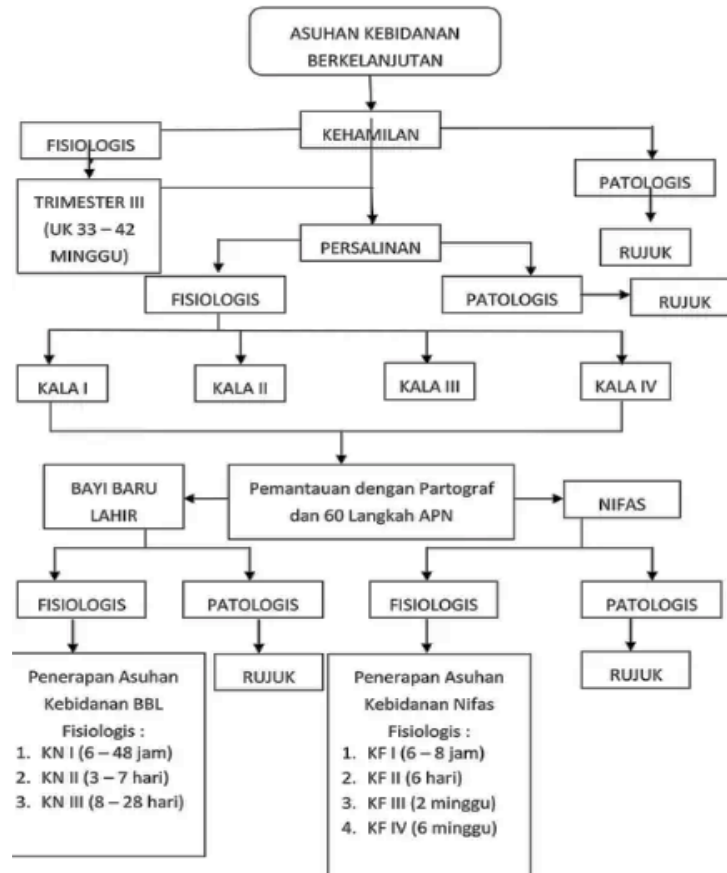 ASUHAN KEBIDANAN
BERKELANJUTAN
KEHAMILAN
FISIOLOGIS
TRIMESTER III
(UK 33 – 42
MINGGU)
PATOLOGIS
RUJUK
PERSALINAN
FISIOLOGIS
PATOLOGIS
RUJUK
KALA I
KALA II
KALA III
KALA IV
Pemantauan dengan Partograf
dan 60 Langkah APN
BAYI BARU
LAHIR
NIFAS
FISIOLOGIS
PATOLOGIS
FISIOLOGIS
PATOLOGIS
Penerapan Asuhan
Kebidanan BBL
Fisiologis :
1. KN I (6 – 48 jam)
2. KN II (3 – 7 hari)
3. KN III (8 – 28 hari)
RUJUK
Penerapan Asuhan
Kebidanan Nifas
Fisiologis :
1. KF I (6 – 8 jam)
2. KF II (6 hari)
3. KF III (2 minggu)
4. KF IV (6 minggu)
RUJUK